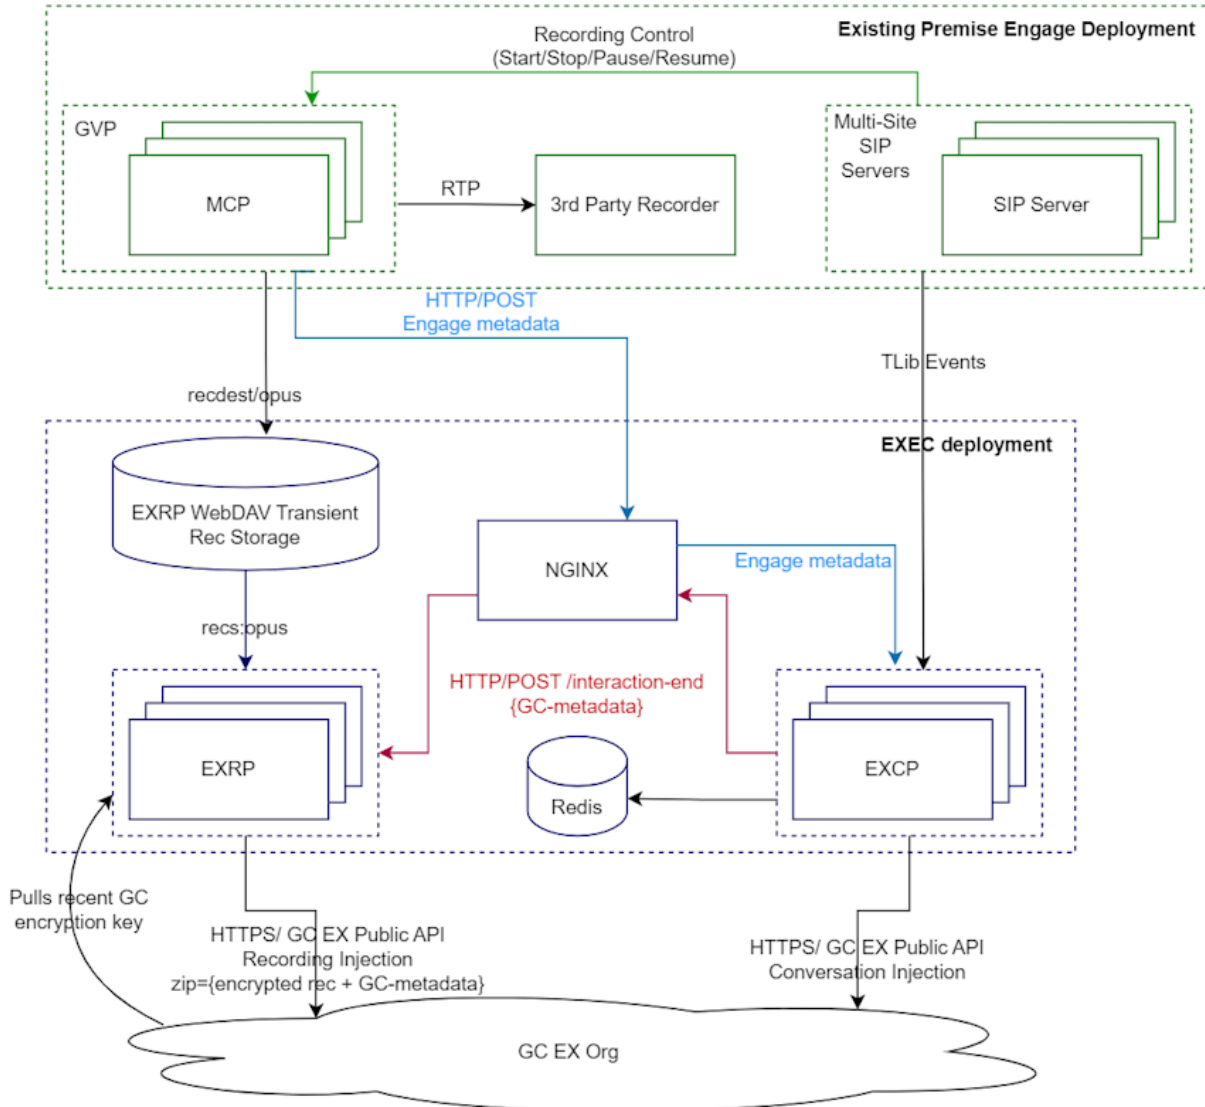 Existing Premise Engage Deployment
Recording Control
(Start/Stop/Pause/Resume)
GVP
MCP
RTP
3rd Party Recorder
Multi-Site
SIP
Servers
SIP Server
HTTP/POST
Engage metadata
TLib Events
recdest/opus
EXEC deployment
EXRP WebDAV Transient
Rec Storage
NGINX
Engage metadata
recs:opus
HTTP/POST /interaction-end
{GC-metadata}
EXRP
Redis
EXCP
Pulls recent GC
encryption key
HTTPS/ GC EX Public API
Recording Injection
zip={encrypted rec + GC-metadata}
HTTPS/ GC EX Public API
Conversation Injection
GC EX Org